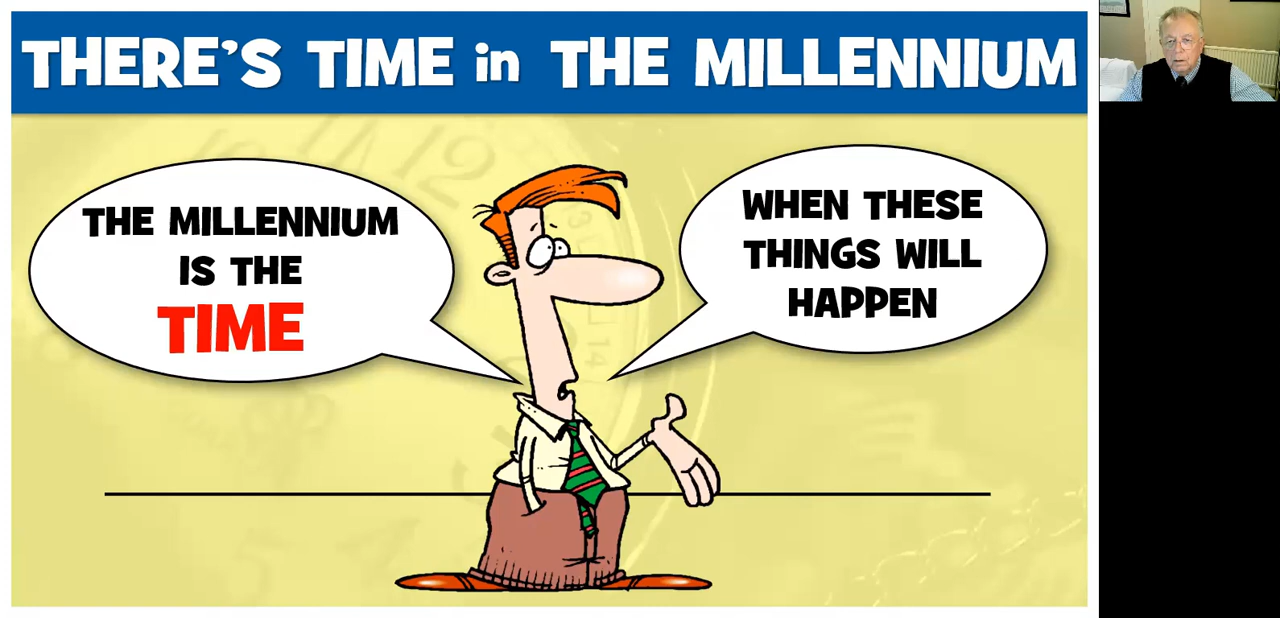 THERE'S TIME in THE MILLENNIUM
THE MILLENNIUM
IS THE
TIME
WHEN THESE
THINGS WILL
HAPPEN